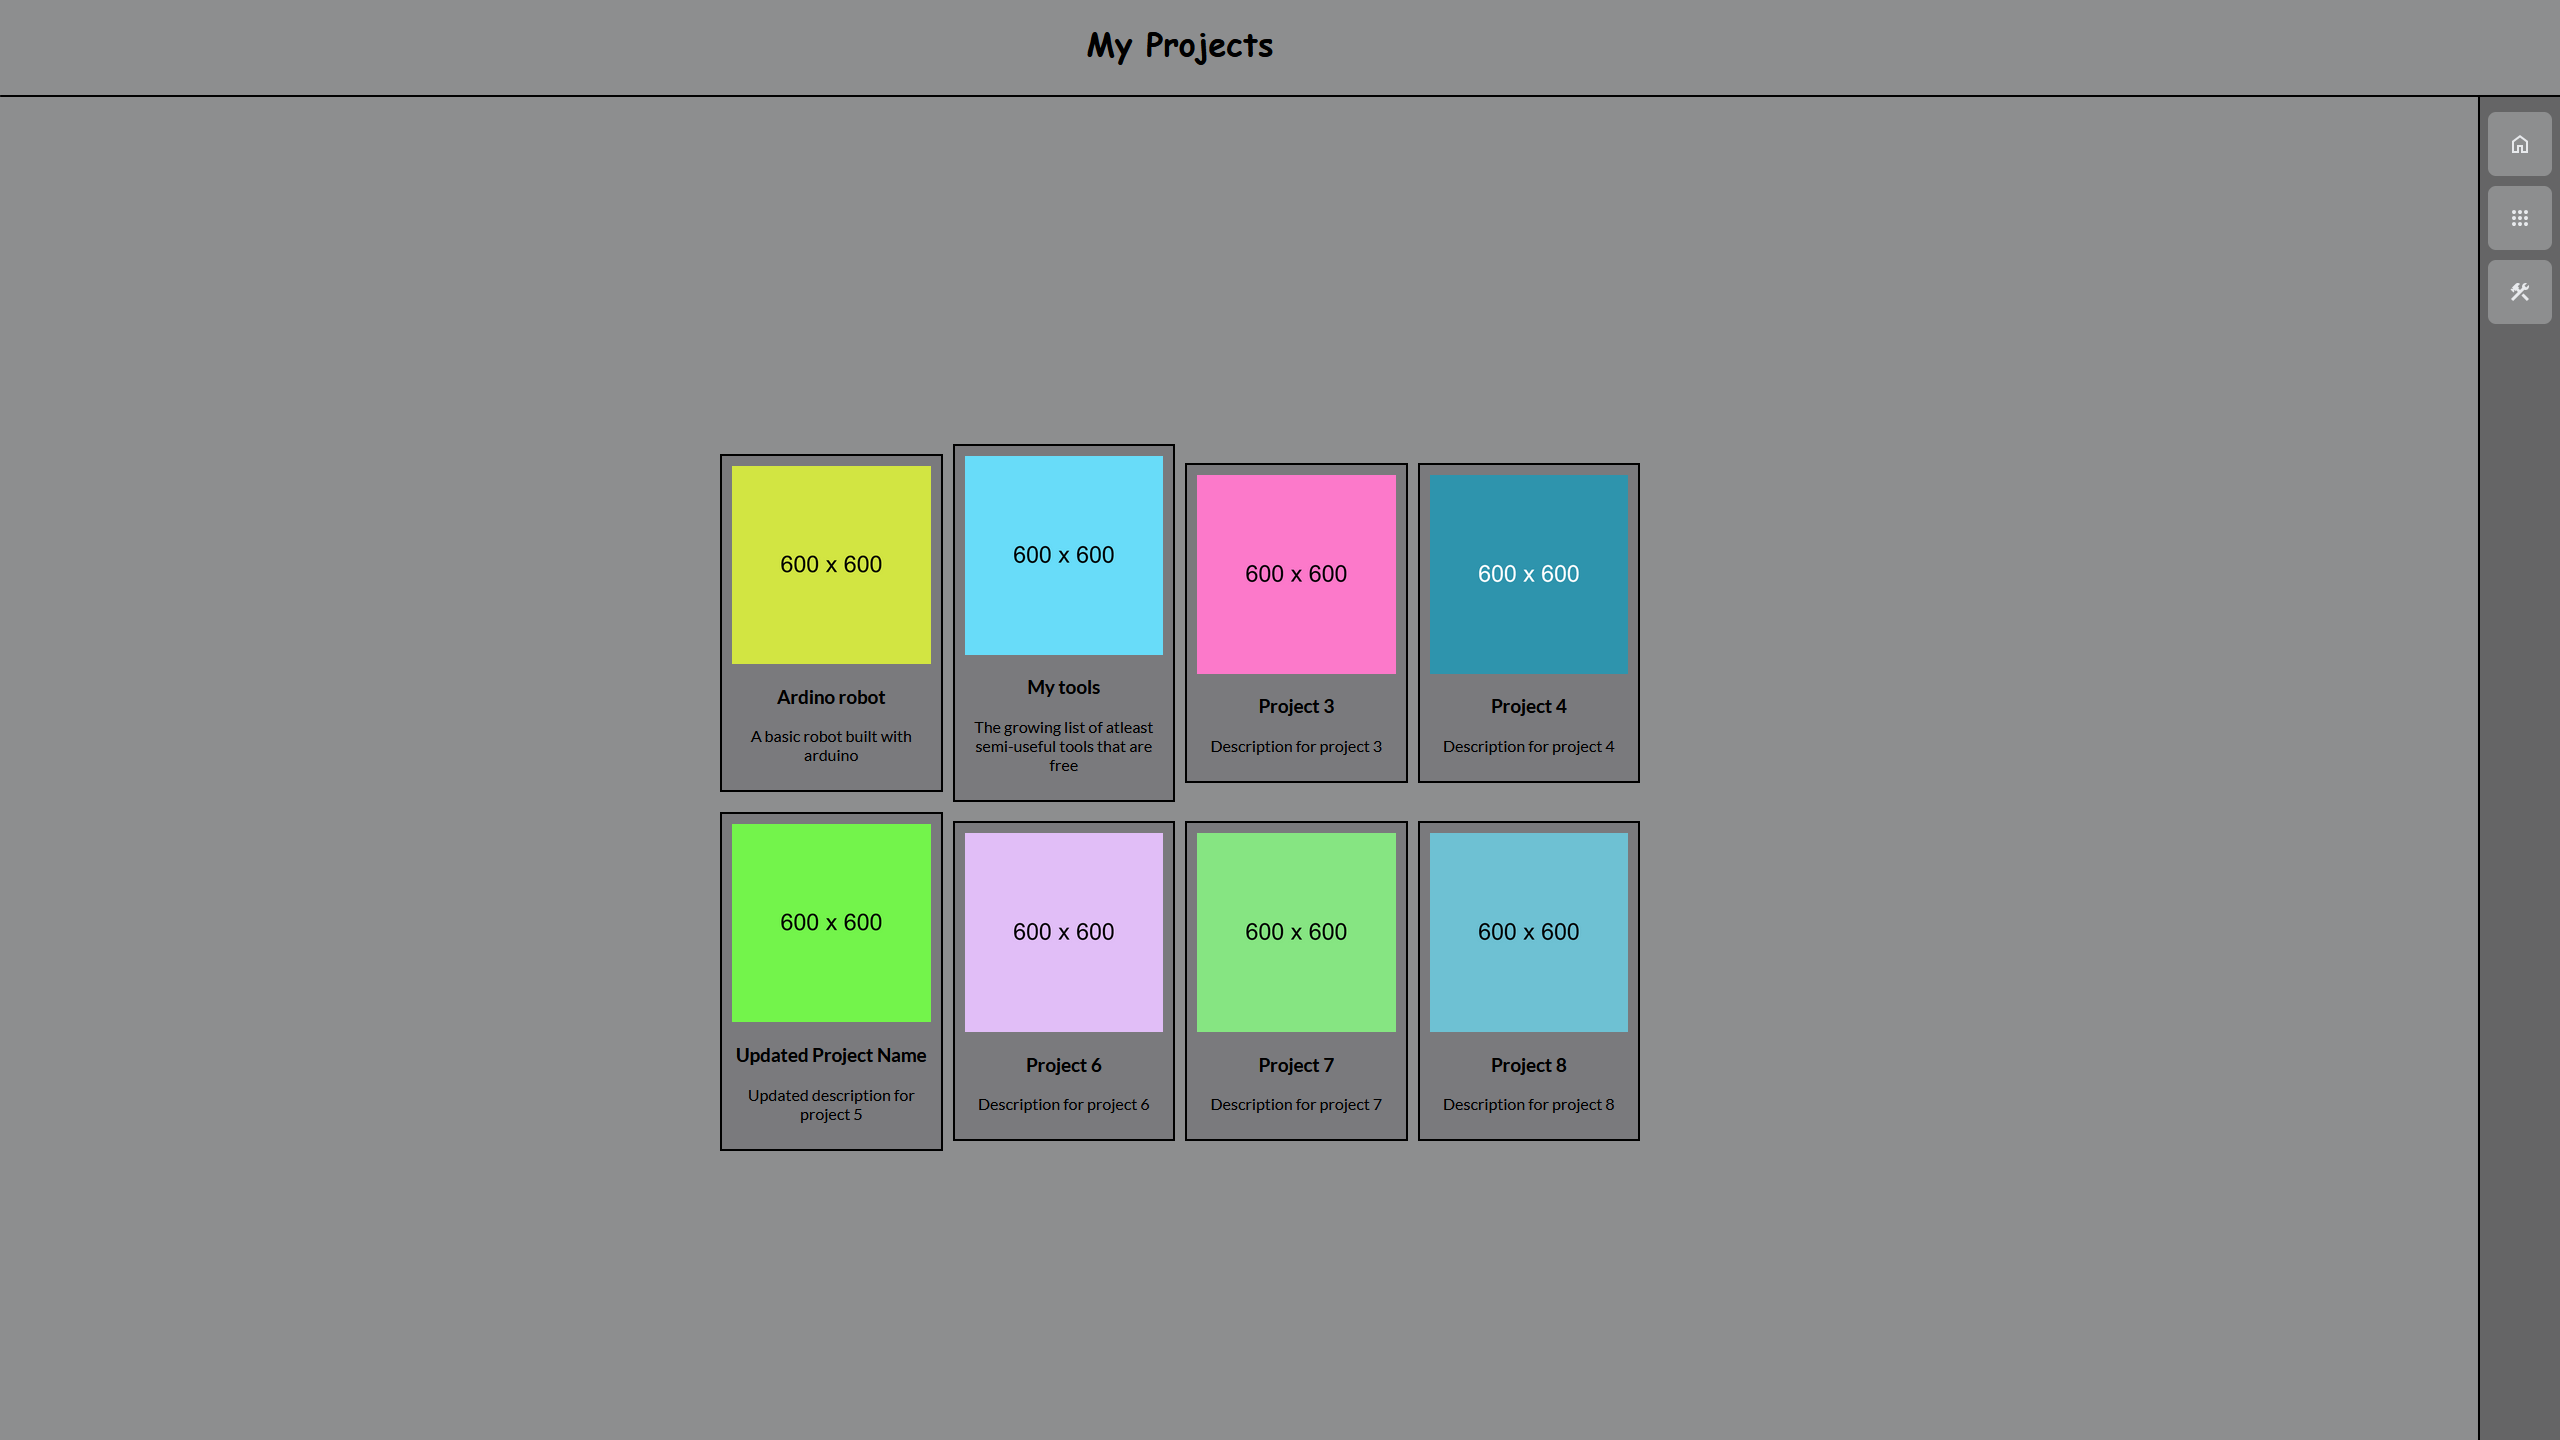 My Projects
600 x 600
600 x 600
600 x 600
600 x 600
Ardino robot
My tools
Project 3
Project 4
A basic robot built with
arduino
The growing list of atleast
semi-useful tools that are
free
Description for project 3
Description for project 4
600 x 600
600 x 600
600 x 600
600 x 600
Updated Project Name
Project 6
Project 7
Project 8
Updated description for
project 5
Description for project 6
Description for project 7
Description for project 8